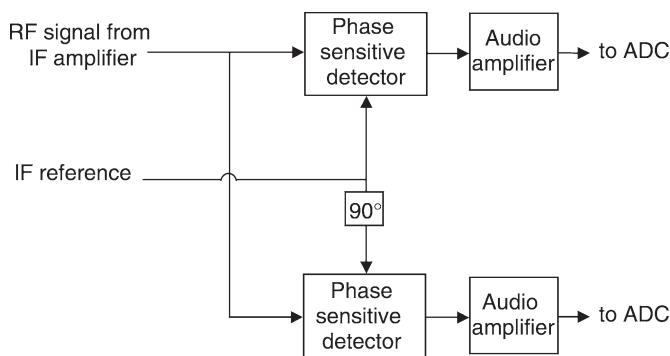 RF signal from
IF amplifier
Phase
sensitive
detector
Audio
amplifier
to ADC
IF reference
90°
Phase
sensitive
detector
Audio
amplifier
to ADC